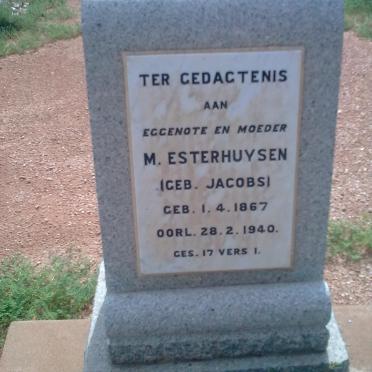 TER GEDAGTENIS
AAN
EGGENOTE EN MOEDER
M. ESTERHUYSEN
(GEB. JACOBS)
GEB. 1. 4. 1867
OORL. 28. 2. 1940.
GES. 17 VERS 1.